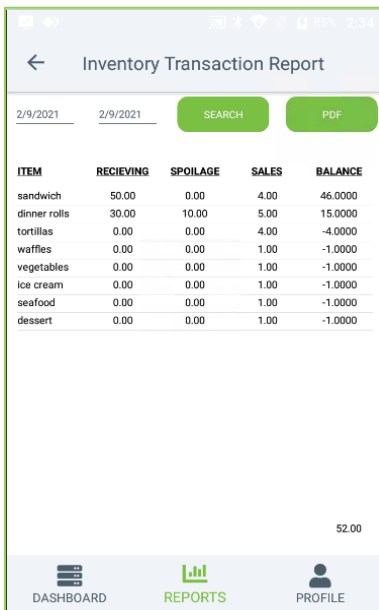 85% 2:34
Inventory Transaction Report
2/9/2021 2/9/2021 SEARCH PDF
ITEM RECIEVING SPOILAGE SALES BALANCE
sandwich 50.00 0.00 4.00 46.0000
dinner rolls 30.00 10.00 5.00 15.0000
tortillas 0.00 0.00 4.00 -4.0000
waffles 0.00 0.00 1.00 -1.0000
vegetables 0.00 0.00 1.00 -1.0000
ice cream 0.00 0.00 1.00 -1.0000
seafood 0.00 0.00 1.00 -1.0000
dessert 0.00 0.00 1.00 -1.0000
52.00
DASHBOARD REPORTS PROFILE